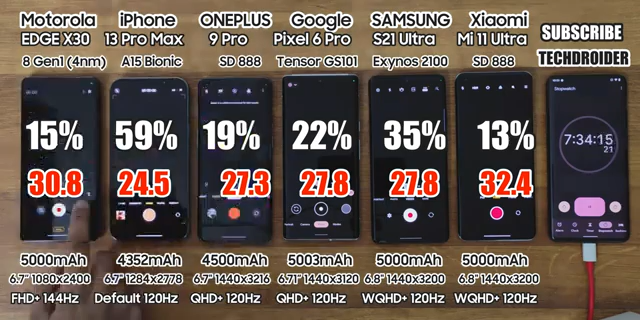 Motorola
EDGE X30
8 Gen1 (4nm)
15%
30.8
5000mAh
6.7" 1080x2400
FHD+ 144Hz
iPhone
13 Pro Max
A15 Bionic
59%
24.5
4352mAh
6.7" 1284x2778
Default 120Hz
ONEPLUS
9 Pro
SD 888
19%
27.3
4500mAh
6.7" 1440x3216
QHD+ 120Hz
Google
Pixel 6 Pro
Tensor GS101
22%
27.8
5003mAh
6.71" 1440x3120
QHD+ 120Hz
SAMSUNG
S21 Ultra
Exynos 2100
35%
27.8
5000mAh
6.8" 1440x3200
WQHD+ 120Hz
Xiaomi
Mi 11 Ultra
SD 888
13%
32.4
5000mAh
6.8" 1440x3200
WQHD+ 120Hz
SUBSCRIBE
TECHDROIDER
Stopwatch
7:34:15
21